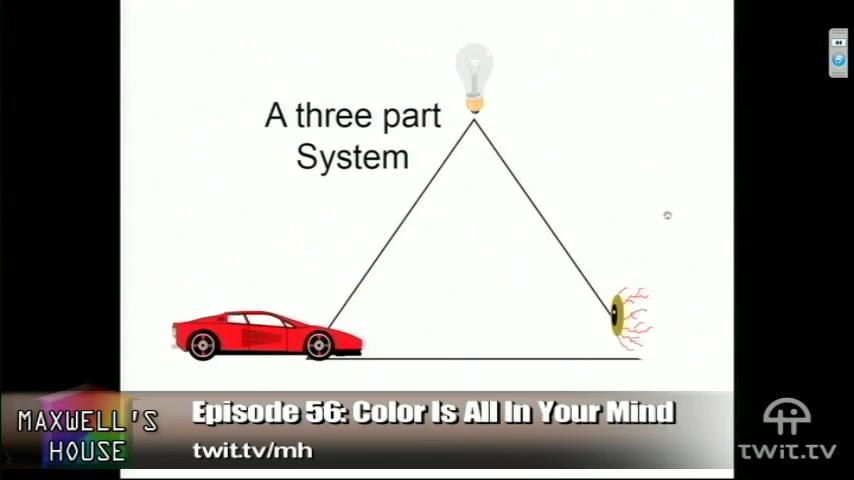 A three part
System
MAXWELL'S
HOUSE
Episode 56: Color Is All In Your Mind
twit.tv/mh
TWiT.TV